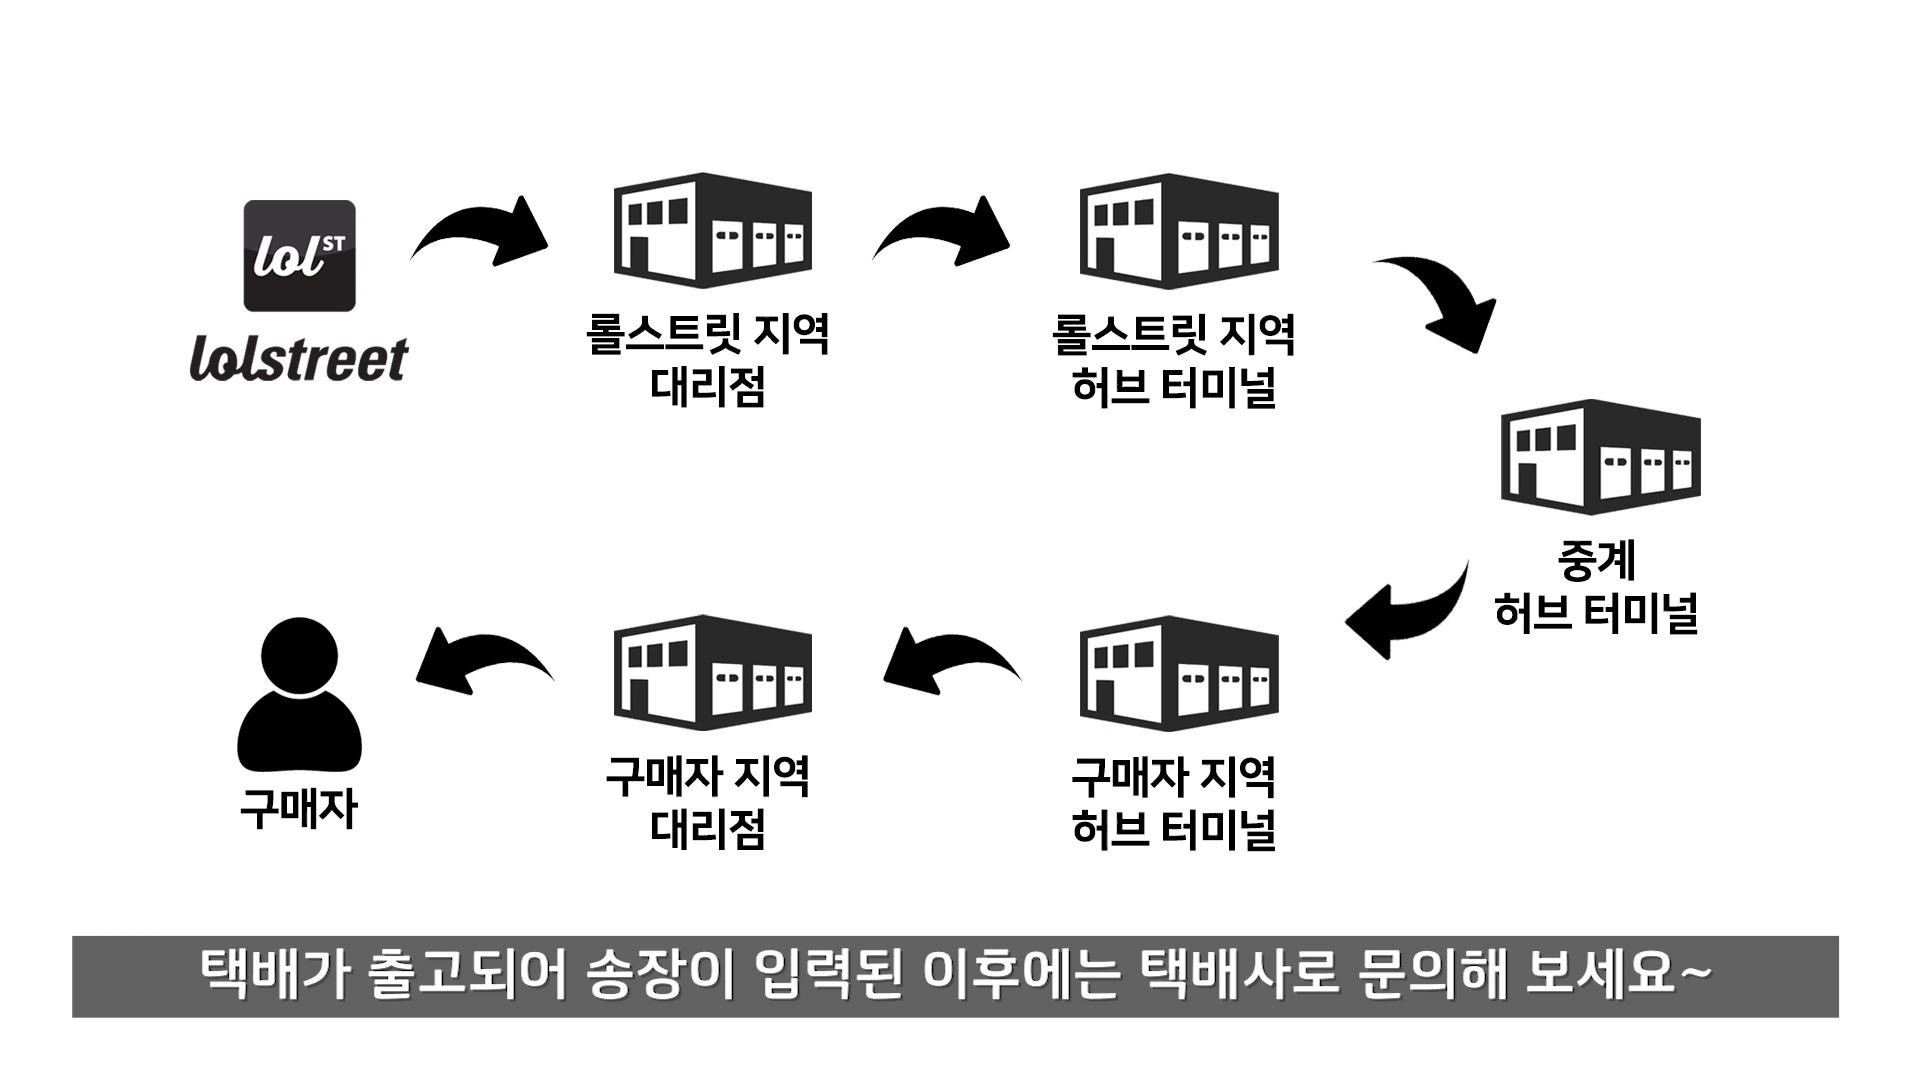 lol ST
lolstreet
롤스트릿 지역
대리점
롤스트릿 지역
허브 터미널
중계
허브 터미널
구매자 지역
허브 터미널
구매자 지역
대리점
구매자
택배가 출고되어 송장이 입력된 이후에는 택배사로 문의해 보세요~